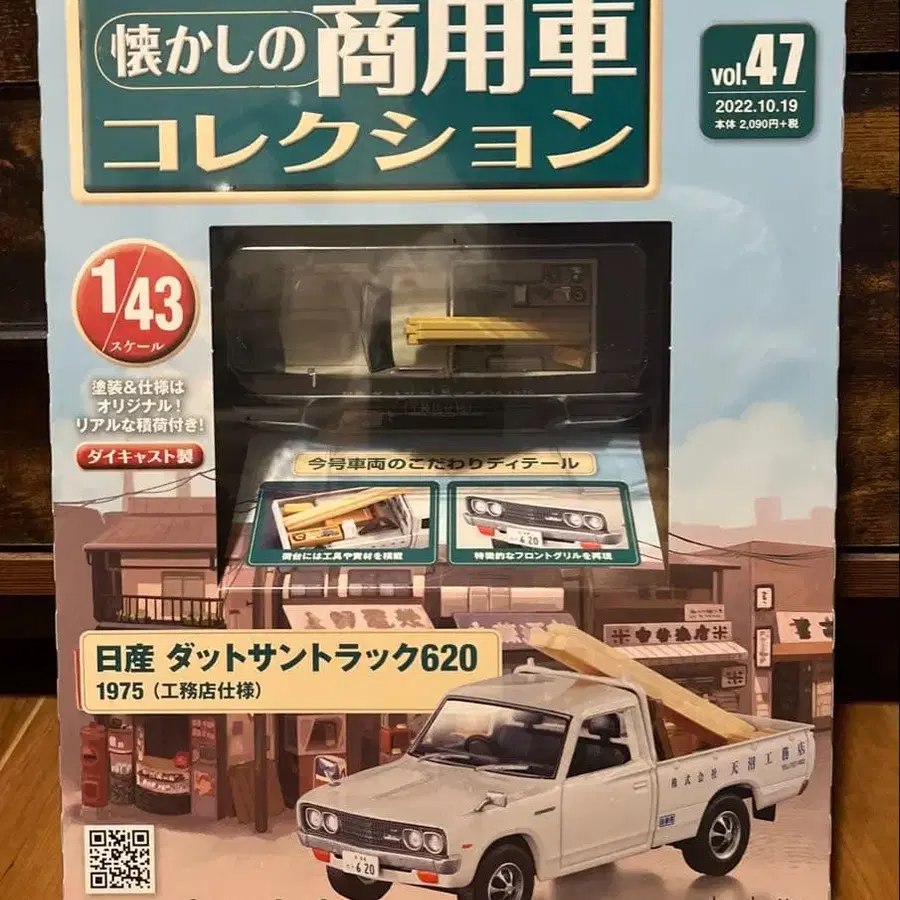 懐かしの商用車
コレクション
vol.47
2022.10.19
本体 2,090円+税
1/43
スケール
塗装&仕様は
オリジナル!
リアルな積荷付き!
ダイキャスト製
今号車両のこだわりディテール
荷台には工具や資材を積載
特徴的なフロントグリルを再現
日産 ダットサントラック620
1975(工務店仕様)
株式会社 天沼工務店
6 20